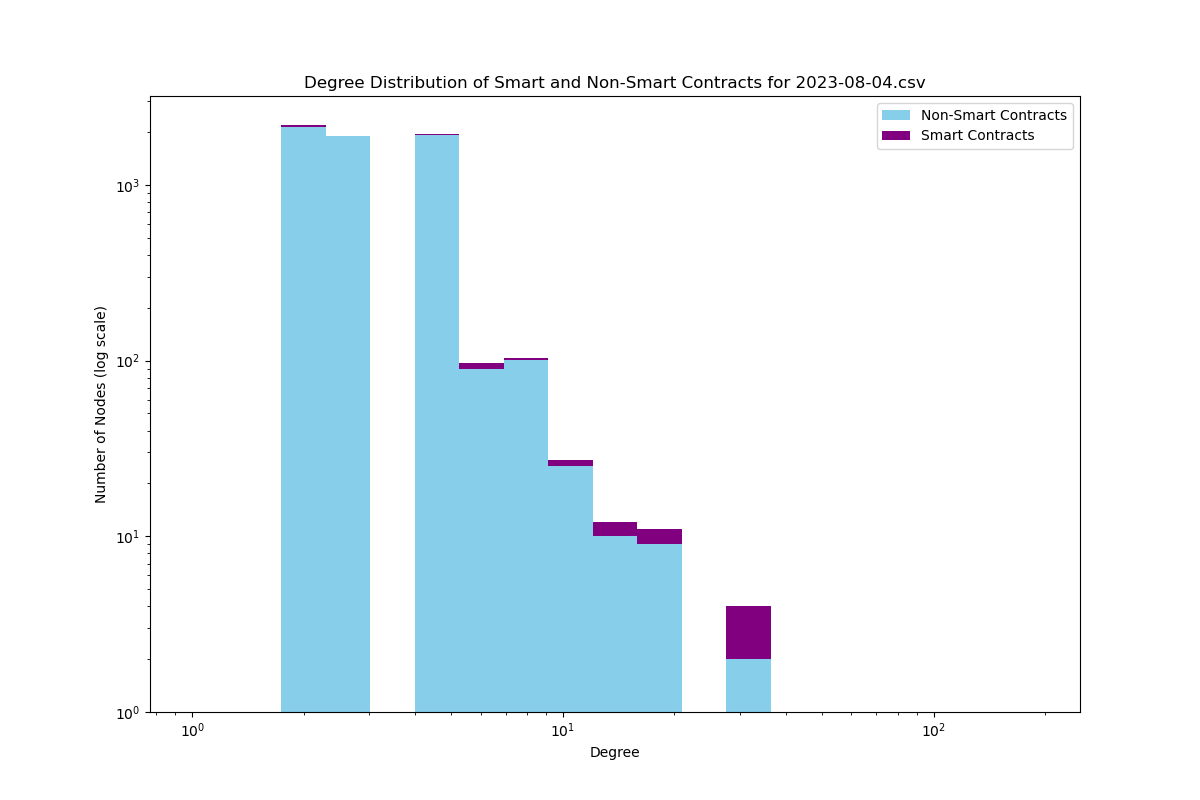 Degree Distribution of Smart and Non-Smart Contracts for 2023-08-04.csv
Non-Smart Contracts
Smart Contracts
Number of Nodes (log scale)
10³
10²
10¹
10⁰
10⁰ 10¹ 10²
Degree